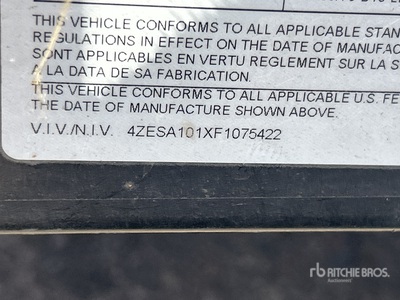 THIS VEHICLE CONFORMS TO ALL APPLICABLE STAN
REGULATIONS IN EFFECT ON THE DATE OF MANUFAC
SONT APPLICABLES EN VERTU REGLEMENT SUR LA S
A LA DATA DE SA FABRICATION.
THIS VEHICLE CONFORMS TO ALL APPLICABLE U.S. FE
THE DATE OF MANUFACTURE SHOWN ABOVE.
V.I.V./N.I.V. 4ZESA101XF1075422
rb RITCHIE BROS.
Auctioneers